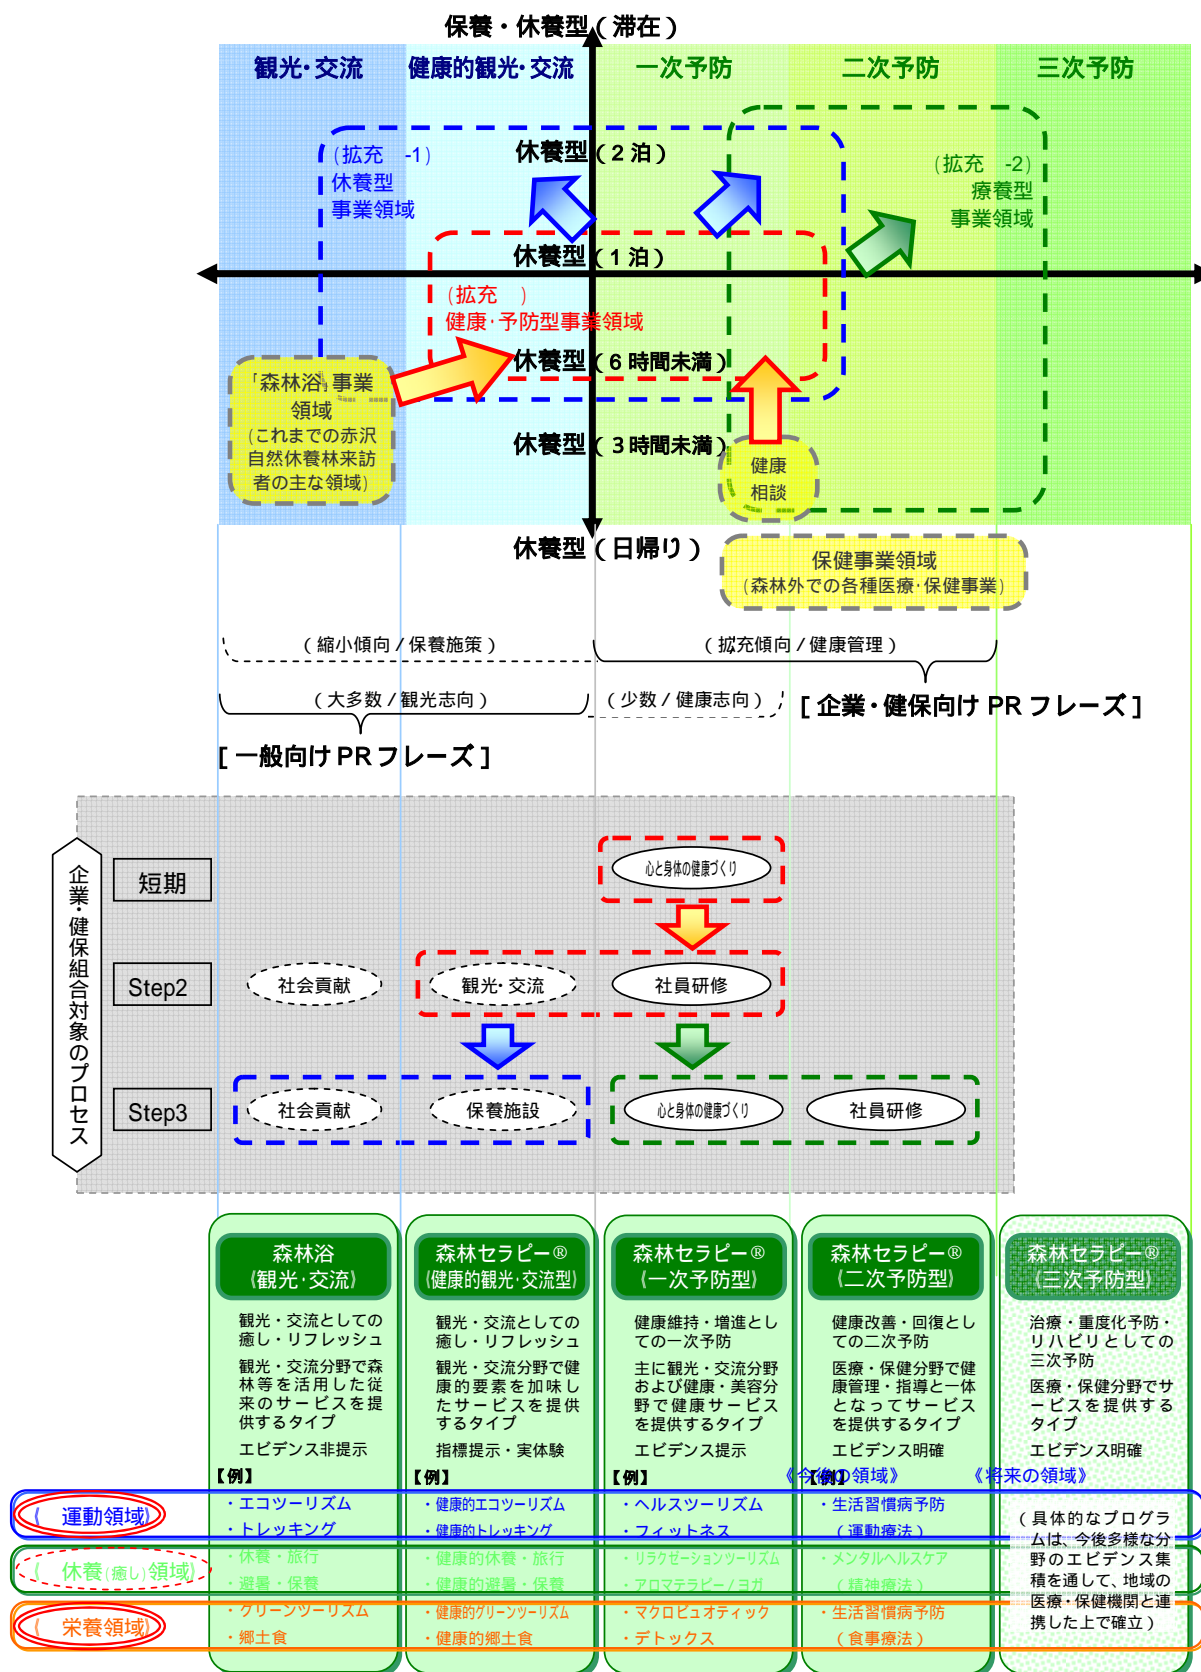 保養・休養型(滞在)
観光・交流
健康的観光・交流
一次予防
二次予防
三次予防
(拡充　-1)
休養型
事業領域
休養型(2泊)
(拡充　-2)
療養型
事業領域
休養型(1泊)
(拡充　)
健康・予防型事業領域
休養型(6時間未満)
「森林浴」事業
領域
(これまでの赤沢
自然休養林来訪
者の主な領域)
休養型(3時間未満)
健康
相談
休養型(日帰り)
保健事業領域
(森林外での各種医療・保健事業)
(縮小傾向/保養施策)
(拡充傾向/健康管理)
(大多数/観光志向)
(少数/健康志向)
[企業・健保向けPRフレーズ]
[一般向けPRフレーズ]
企業・健保組合対象のプロセス
短期
心と身体の健康づくり
Step2
社会貢献
観光・交流
社員研修
Step3
社会貢献
保養施設
心と身体の健康づくり
社員研修
森林浴
《観光・交流》
観光・交流としての
癒し・リフレッシュ
観光・交流分野で森
林等を活用した従
来のサービスを提
供するタイプ
エビデンス非提示
【例】
・エコツーリズム
・トレッキング
・休養・旅行
・避暑・保養
・グリーンツーリズム
・郷土食
森林セラピー®
《健康的観光・交流型》
観光・交流としての
癒し・リフレッシュ
観光・交流分野で健
康的要素を加味し
たサービスを提供
するタイプ
指標提示・実体験
【例】
・健康的エコツーリズム
・健康的トレッキング
・健康的休養・旅行
・健康的避暑・保養
・健康的グリーンツーリズム
・健康的郷土食
森林セラピー®
《一次予防型》
健康維持・増進とし
ての一次予防
主に観光・交流分野
および健康・美容分
野で健康サービス
を提供するタイプ
エビデンス提示
【例】
・ヘルスツーリズム
・フィットネス
・リラクゼーションツーリズム
・アロマテラピー/ヨガ
・マクロビュオティック
・デトックス
森林セラピー®
《二次予防型》
健康改善・回復とし
ての二次予防
医療・保健分野で健
康管理・指導と一体
となってサービス
を提供するタイプ
エビデンス明確
【例】
《今後の領域》
・生活習慣病予防
(運動療法)
・メンタルヘルスケア
(精神療法)
・生活習慣病予防
(食事療法)
森林セラピー®
《三次予防型》
治療・重度化予防・
リハビリとしての
三次予防
医療・保健分野でサ
ービスを提供する
タイプ
エビデンス明確
《将来の領域》
(具体的なプログラ
ムは、今後多様な分
野のエビデンス集
積を通して、地域の
医療・保健機関と連
携した上で確立)
《運動領域》
《休養(癒し)領域》
《栄養領域》